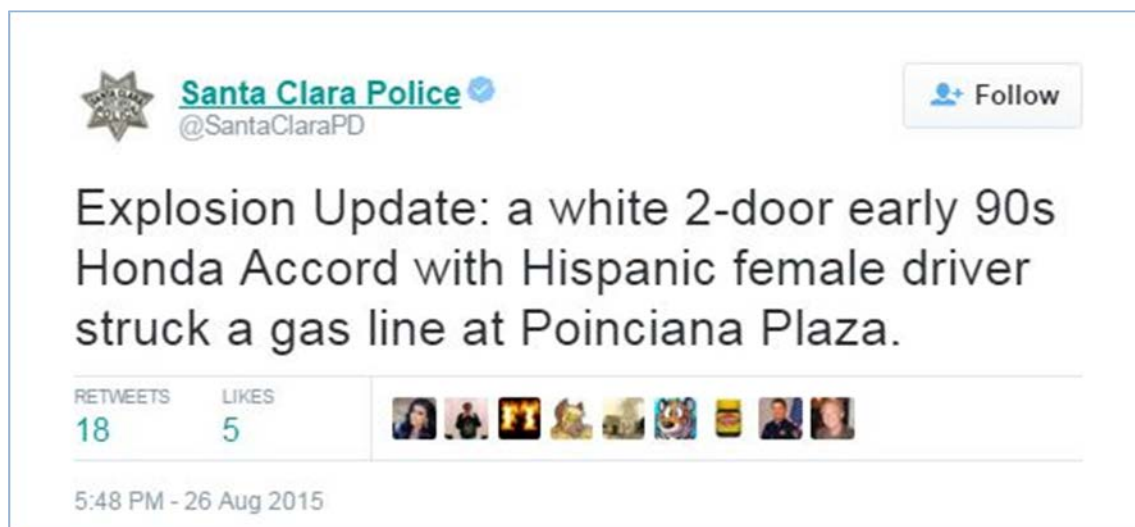 Santa Clara Police
@SantaClaraPD
Follow
Explosion Update: a white 2-door early 90s
Honda Accord with Hispanic female driver
struck a gas line at Poinciana Plaza.
RETWEETS LIKES
18 5
5:48 PM - 26 Aug 2015